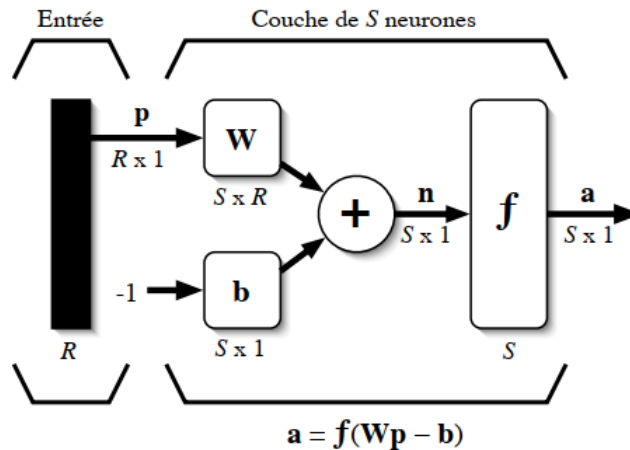 Entrée
Couche de S neurones
p
R x 1
W
S x R
+
n
S x 1
f
a
S x 1
-1
b
S x 1
R
S
a = f(Wp – b)